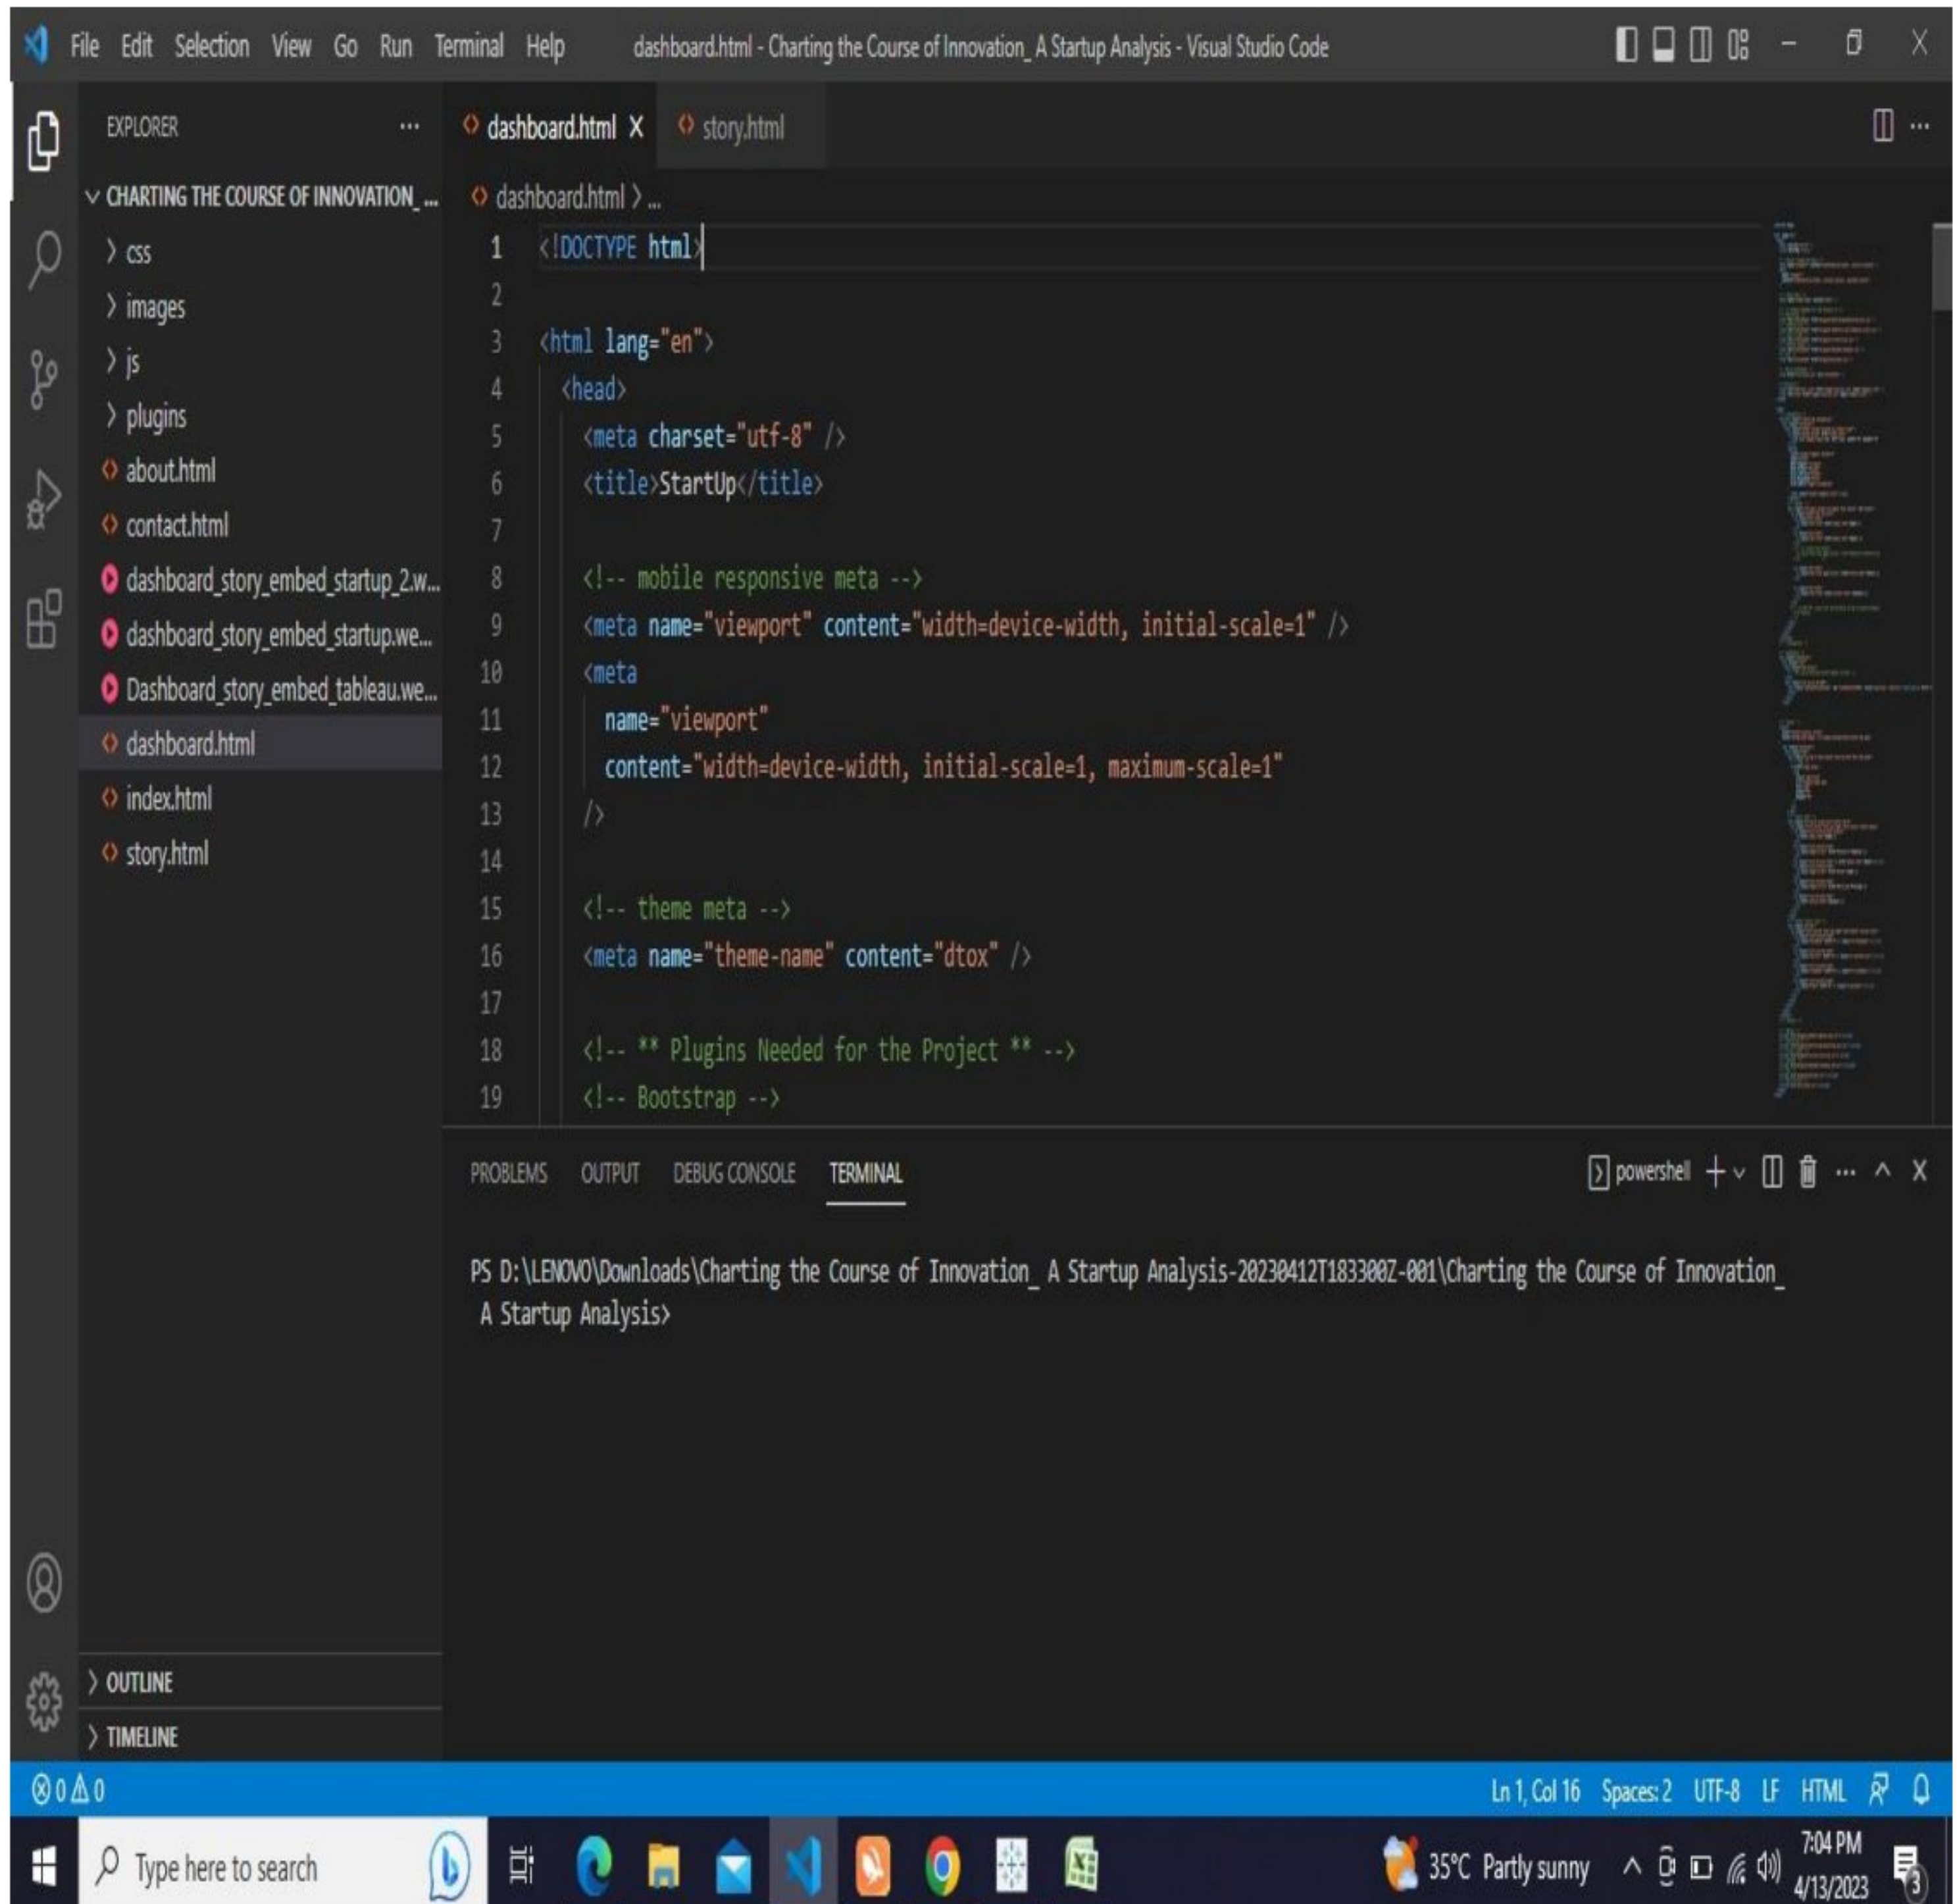 File Edit Selection View Go Run Terminal Help dashboard.html - Charting the Course of Innovation_ A Startup Analysis - Visual Studio Code
EXPLORER ...
CHARTING THE COURSE OF INNOVATION_ ...
css
images
js
plugins
about.html
contact.html
dashboard_story_embed_startup_2.w...
dashboard_story_embed_startup.we...
Dashboard_story_embed_tableau.we...
dashboard.html
index.html
story.html
OUTLINE
TIMELINE
dashboard.html X story.html
dashboard.html > ...
1 <!DOCTYPE html>
2
3 <html lang="en">
4 <head>
5 <meta charset="utf-8" />
6 <title>StartUp</title>
7
8 <!-- mobile responsive meta -->
9 <meta name="viewport" content="width=device-width, initial-scale=1" />
10 <meta
11 name="viewport"
12 content="width=device-width, initial-scale=1, maximum-scale=1"
13 />
14
15 <!-- theme meta -->
16 <meta name="theme-name" content="dtox" />
17
18 <!-- ** Plugins Needed for the Project ** -->
19 <!-- Bootstrap -->
PROBLEMS OUTPUT DEBUG CONSOLE TERMINAL powershell
PS D:\LENOVO\Downloads\Charting the Course of Innovation_ A Startup Analysis-20230412T183300Z-001\Charting the Course of Innovation_
A Startup Analysis>
0 0 Ln 1, Col 16 Spaces: 2 UTF-8 LF HTML
Type here to search 35°C Partly sunny 7:04 PM
4/13/2023 3